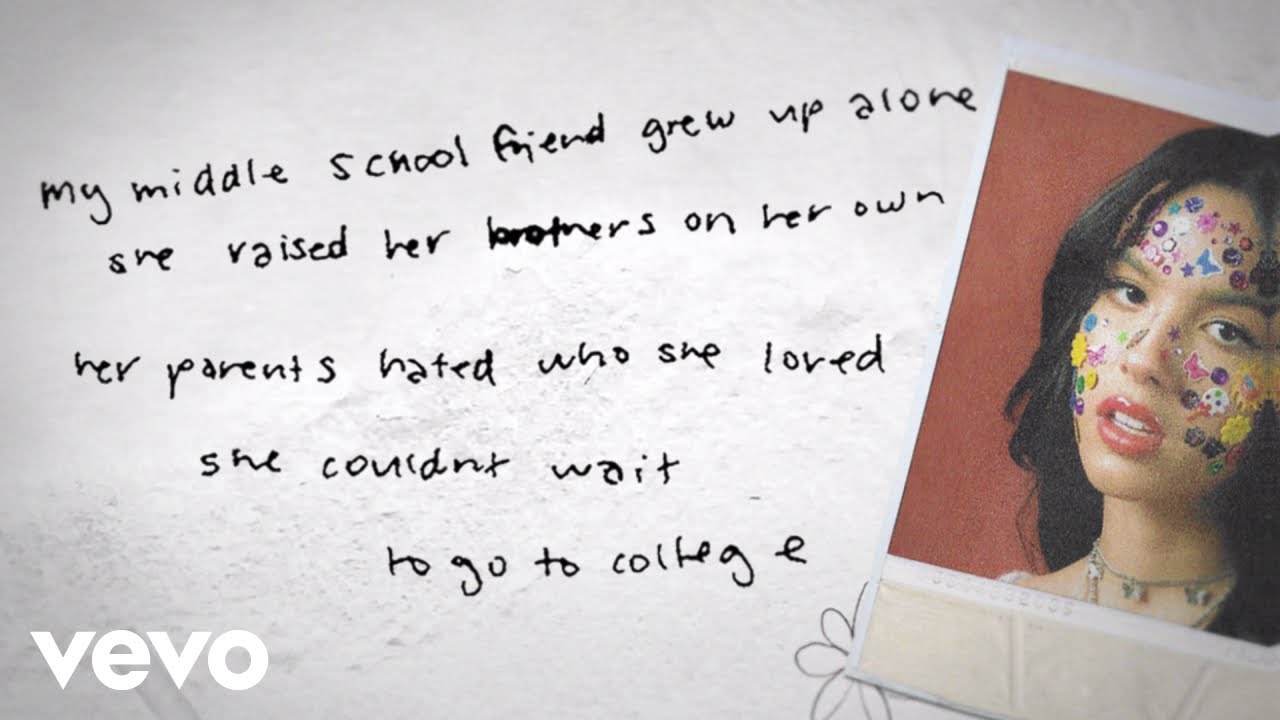 my middle school friend grew up alone
she raised her brothers on her own
her parents hated who she loved
she couldnt wait
to go to college
vevo